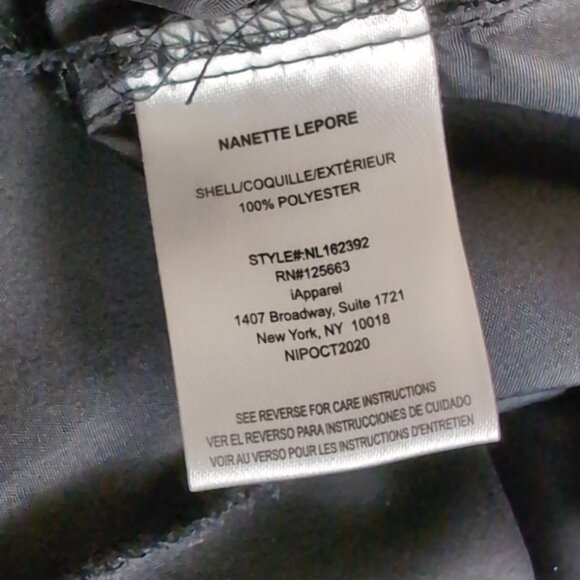 NANETTE LEPORE
SHELL/COQUILLE/EXTÉRIEUR
100% POLYESTER
STYLE#:NL162392
RN#125663
iApparel
1407 Broadway, Suite 1721
New York, NY 10018
NIPOCT2020
SEE REVERSE FOR CARE INSTRUCTIONS
VER EL REVERSO PARA INSTRUCCIONES DE CUIDADO
VOIR AU VERSO POUR LES INSTRUCTIONS D'ENTRETIEN